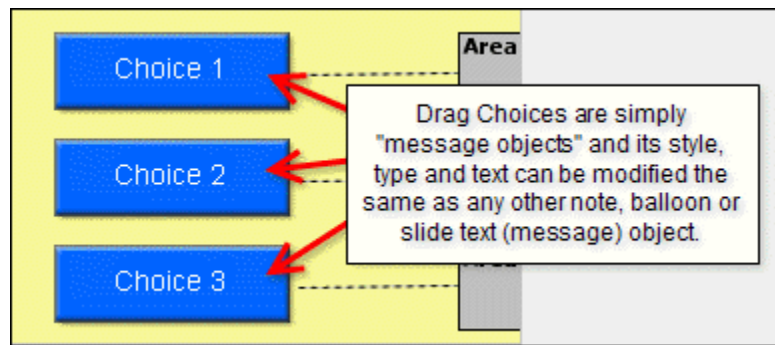 Choice 1
Area
Drag Choices are simply
"message objects" and its style,
type and text can be modified the
same as any other note, balloon or
slide text (message) object.
Choice 2
Choice 3